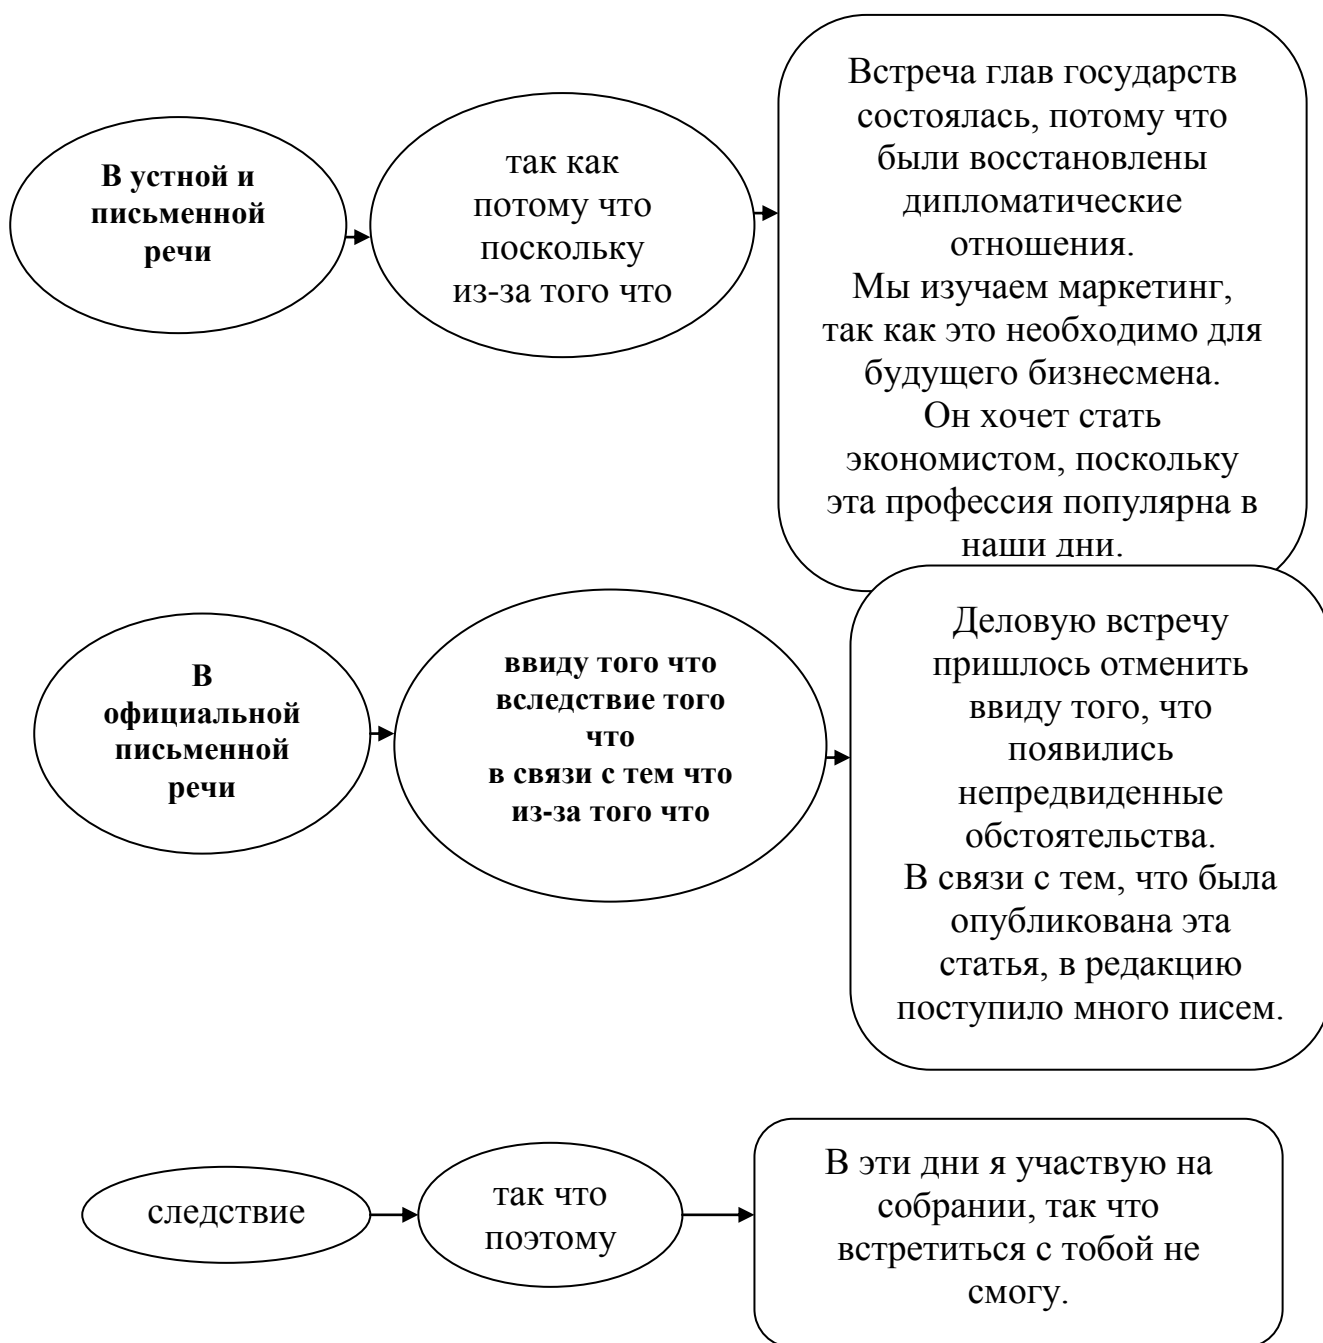 В устной и
письменной
речи
так как
потому что
поскольку
из-за того что
Встреча глав государств
состоялась, потому что
были восстановлены
дипломатические
отношения.
Мы изучаем маркетинг,
так как это необходимо для
будущего бизнесмена.
Он хочет стать
экономистом, поскольку
эта профессия популярна в
наши дни.
В
официальной
письменной
речи
ввиду того что
вследствие того
что
в связи с тем что
из-за того что
Деловую встречу
пришлось отменить
ввиду того, что
появились
непредвиденные
обстоятельства.
В связи с тем, что была
опубликована эта
статья, в редакцию
поступило много писем.
следствие
так что
поэтому
В эти дни я участвую на
собрании, так что
встретиться с тобой не
смогу.